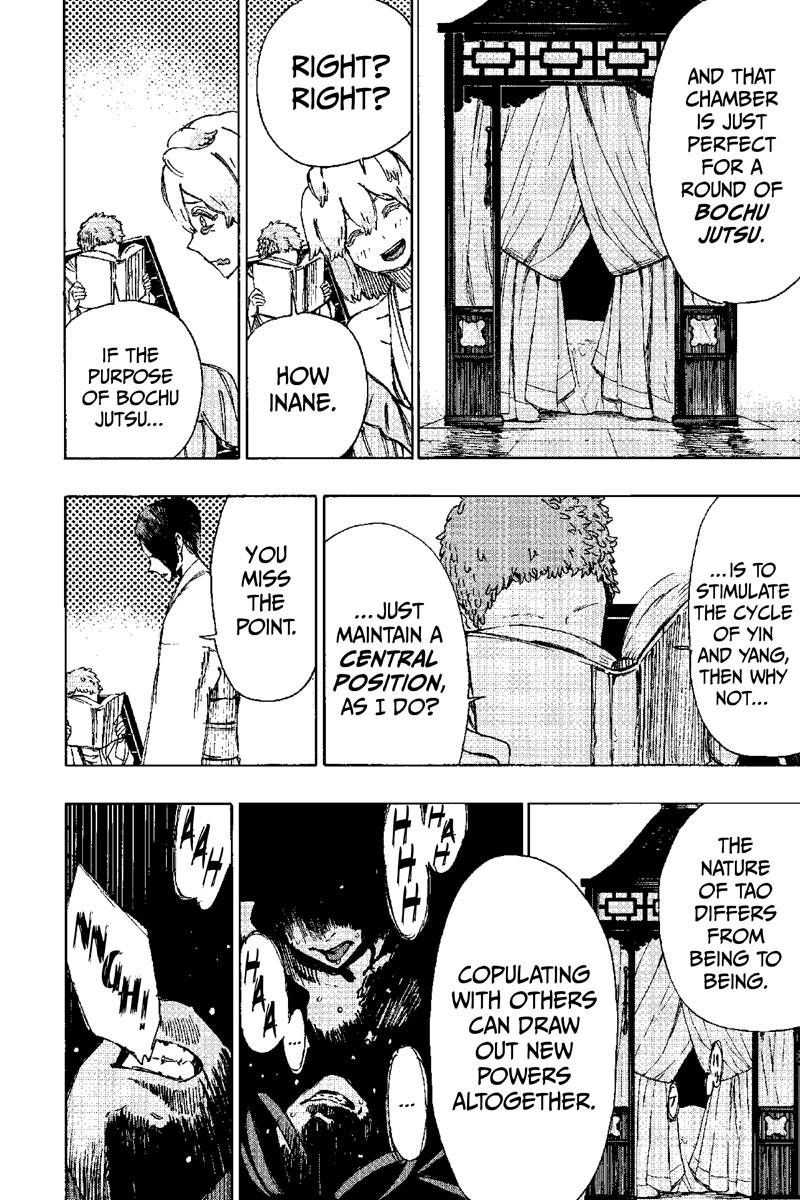 AND THAT
CHAMBER
IS JUST
PERFECT
FOR A
ROUND OF
BOCHU
JUTSU.
RIGHT?
RIGHT?
HOW
INANE.
IF THE
PURPOSE
OF BOCHU
JUTSU...
...IS TO
STIMULATE
THE CYCLE
OF YIN
AND YANG,
THEN WHY
NOT...
...JUST
MAINTAIN A
CENTRAL
POSITION,
AS I DO?
YOU
MISS
THE
POINT.
THE
NATURE
OF TAO
DIFFERS
FROM
BEING TO
BEING.
COPULATING
WITH OTHERS
CAN DRAW
OUT NEW
POWERS
ALTOGETHER.
HAH
HHH
HAA...
...
...
AAH
NNGH!